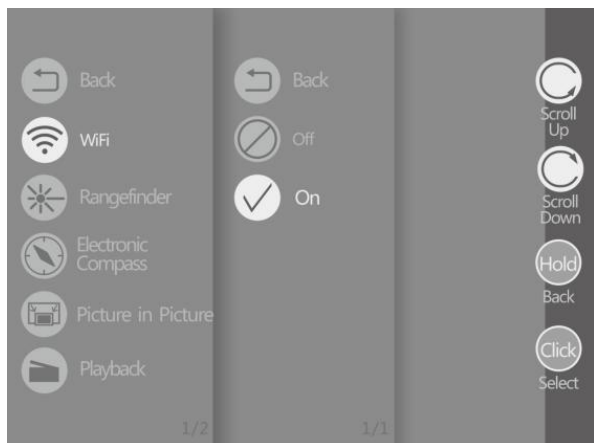 Back
WiFi
Rangefinder
Electronic
Compass
Picture in Picture
Playback
1/2
Back
Off
On
1/1
Scroll
Up
Scroll
Down
Hold
Back
Click
Select